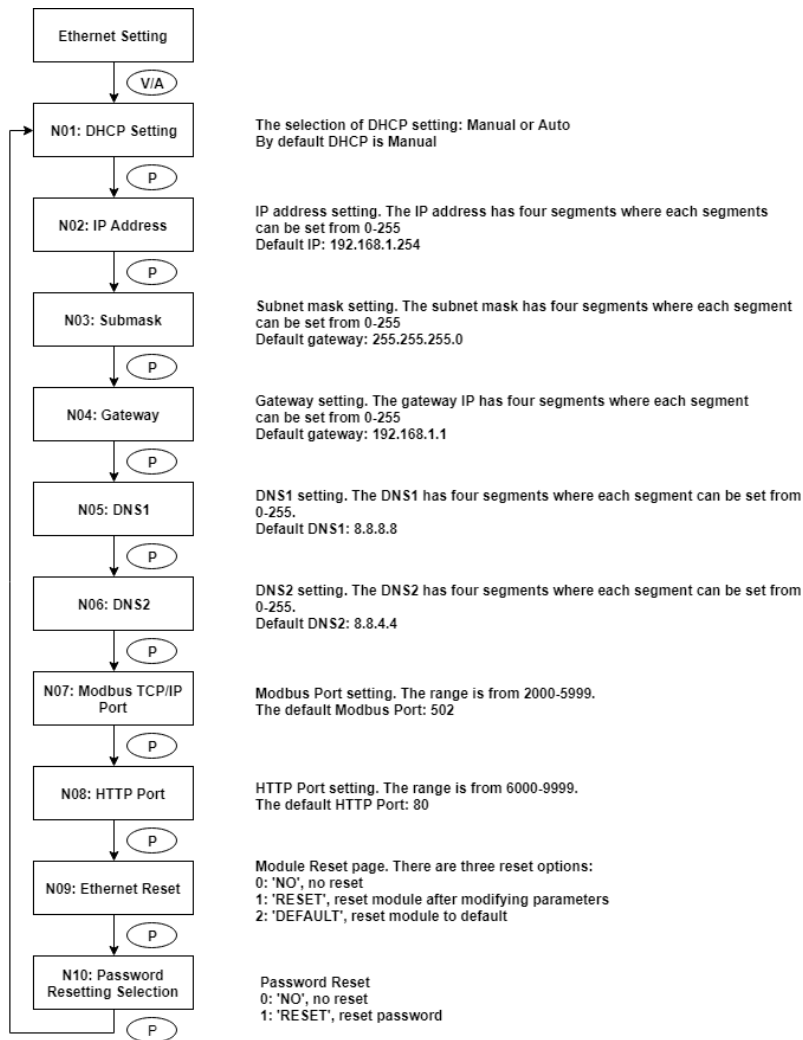 Ethernet Setting
V/A
N01: DHCP Setting
The selection of DHCP setting: Manual or Auto
By default DHCP is Manual
P
N02: IP Address
IP address setting. The IP address has four segments where each segments
can be set from 0-255
Default IP: 192.168.1.254
P
N03: Submask
Subnet mask setting. The subnet mask has four segments where each segment
can be set from 0-255
Default gateway: 255.255.255.0
P
N04: Gateway
Gateway setting. The gateway IP has four segments where each segment
can be set from 0-255
Default gateway: 192.168.1.1
P
N05: DNS1
DNS1 setting. The DNS1 has four segments where each segment can be set from
0-255.
Default DNS1: 8.8.8.8
P
N06: DNS2
DNS2 setting. The DNS2 has four segments where each segment can be set from
0-255.
Default DNS2: 8.8.4.4
P
N07: Modbus TCP/IP
Port
Modbus Port setting. The range is from 2000-5999.
The default Modbus Port: 502
P
N08: HTTP Port
HTTP Port setting. The range is from 6000-9999.
The default HTTP Port: 80
P
N09: Ethernet Reset
Module Reset page. There are three reset options:
0: 'NO', no reset
1: 'RESET', reset module after modifying parameters
2: 'DEFAULT', reset module to default
P
N10: Password
Resetting Selection
Password Reset
0: 'NO', no reset
1: 'RESET', reset password
P